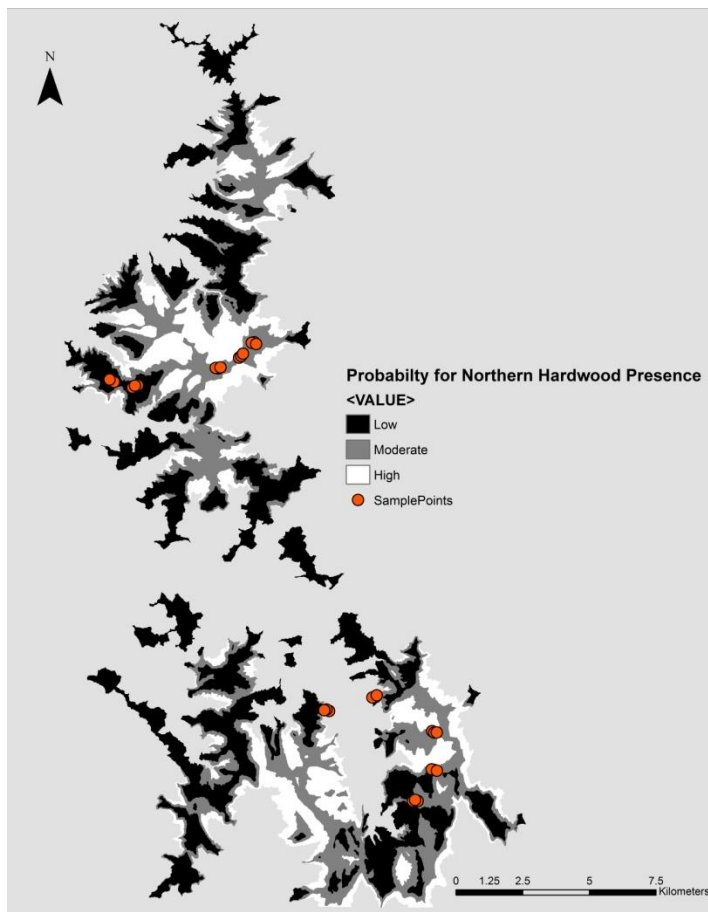 N
Probabilty for Northern Hardwood Presence
<VALUE>
Low
Moderate
High
SamplePoints
0 1.25 2.5 5 7.5
Kilometers